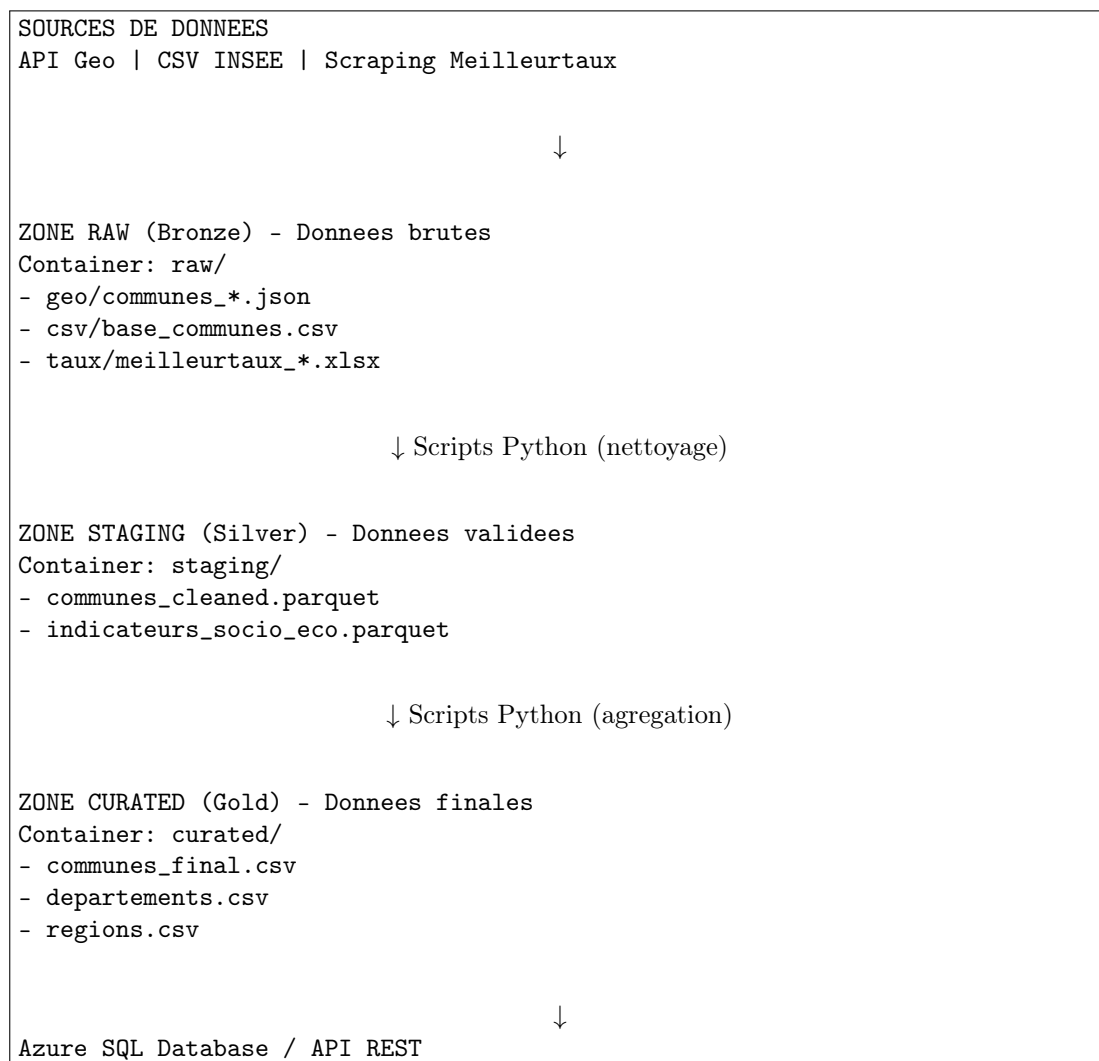 SOURCES DE DONNEES
API Geo | CSV INSEE | Scraping Meilleurtaux
↓
ZONE RAW (Bronze) - Donnees brutes
Container: raw/
- geo/communes_*.json
- csv/base_communes.csv
- taux/meilleurtaux_*.xlsx
↓ Scripts Python (nettoyage)
ZONE STAGING (Silver) - Donnees validees
Container: staging/
- communes_cleaned.parquet
- indicateurs_socio_eco.parquet
↓ Scripts Python (agregation)
ZONE CURATED (Gold) - Donnees finales
Container: curated/
- communes_final.csv
- departements.csv
- regions.csv
↓
Azure SQL Database / API REST